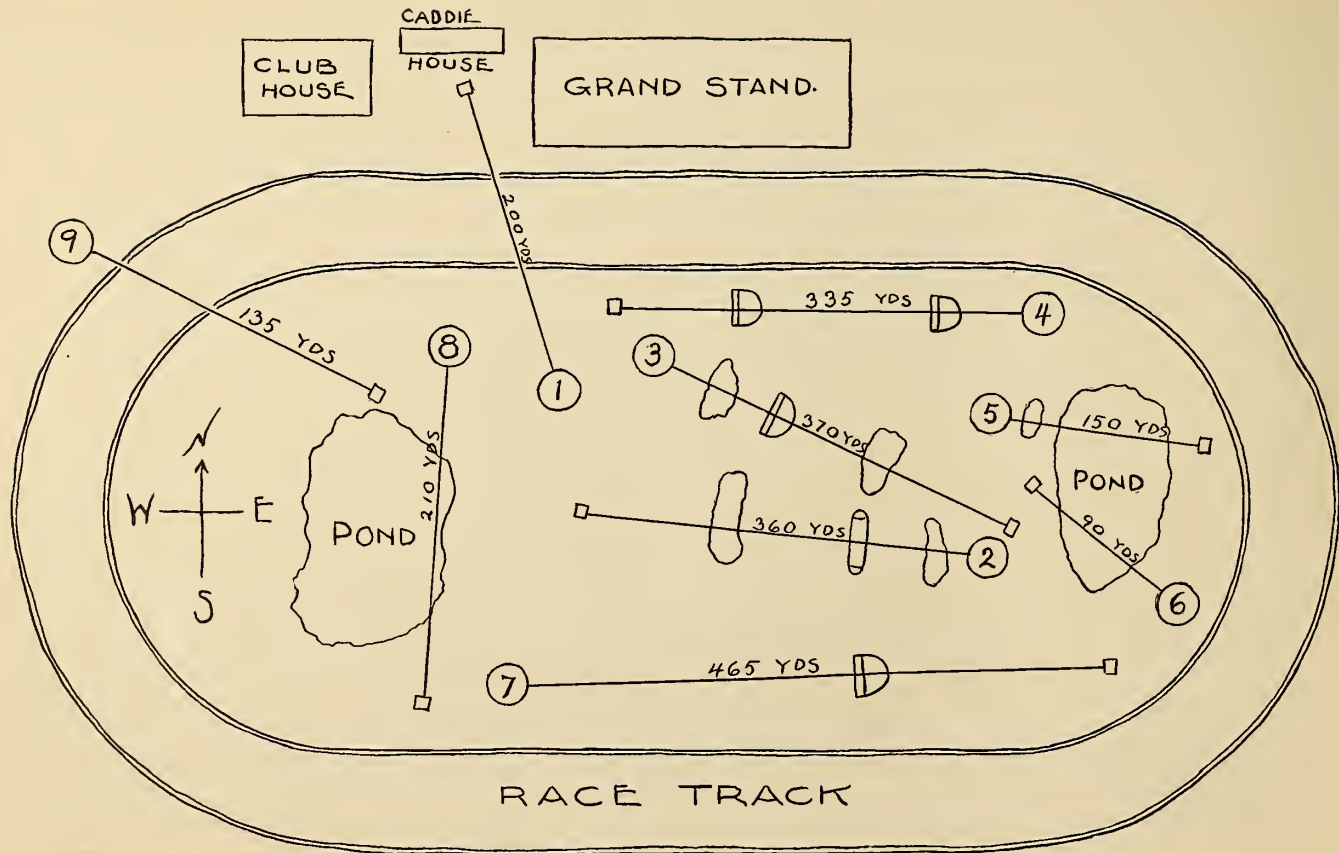 CADDIE
HOUSE
CLUB
HOUSE
GRAND STAND.
200 YDS
9
135 YDS
8
1
335 YDS
4
3
370 YDS
5
150 YDS
N
W E
S
POND
210 YDS
360 YDS
2
POND
90 YDS
6
7
465 YDS
RACE TRACK